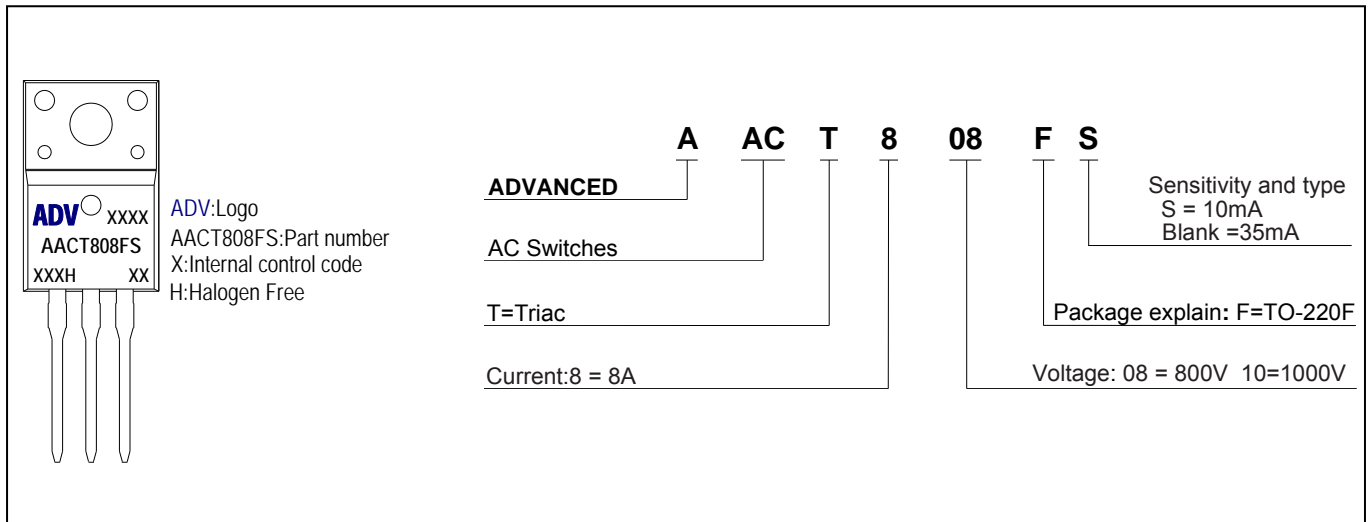 ADV XXXX
AACT808FS
XXXH XX
ADV:Logo
AACT808FS:Part number
X:Internal control code
H:Halogen Free
A AC T 8 08 F S
ADVANCED
AC Switches
T=Triac
Current:8 = 8A
Sensitivity and type
S = 10mA
Blank =35mA
Package explain: F=TO-220F
Voltage: 08 = 800V 10=1000V